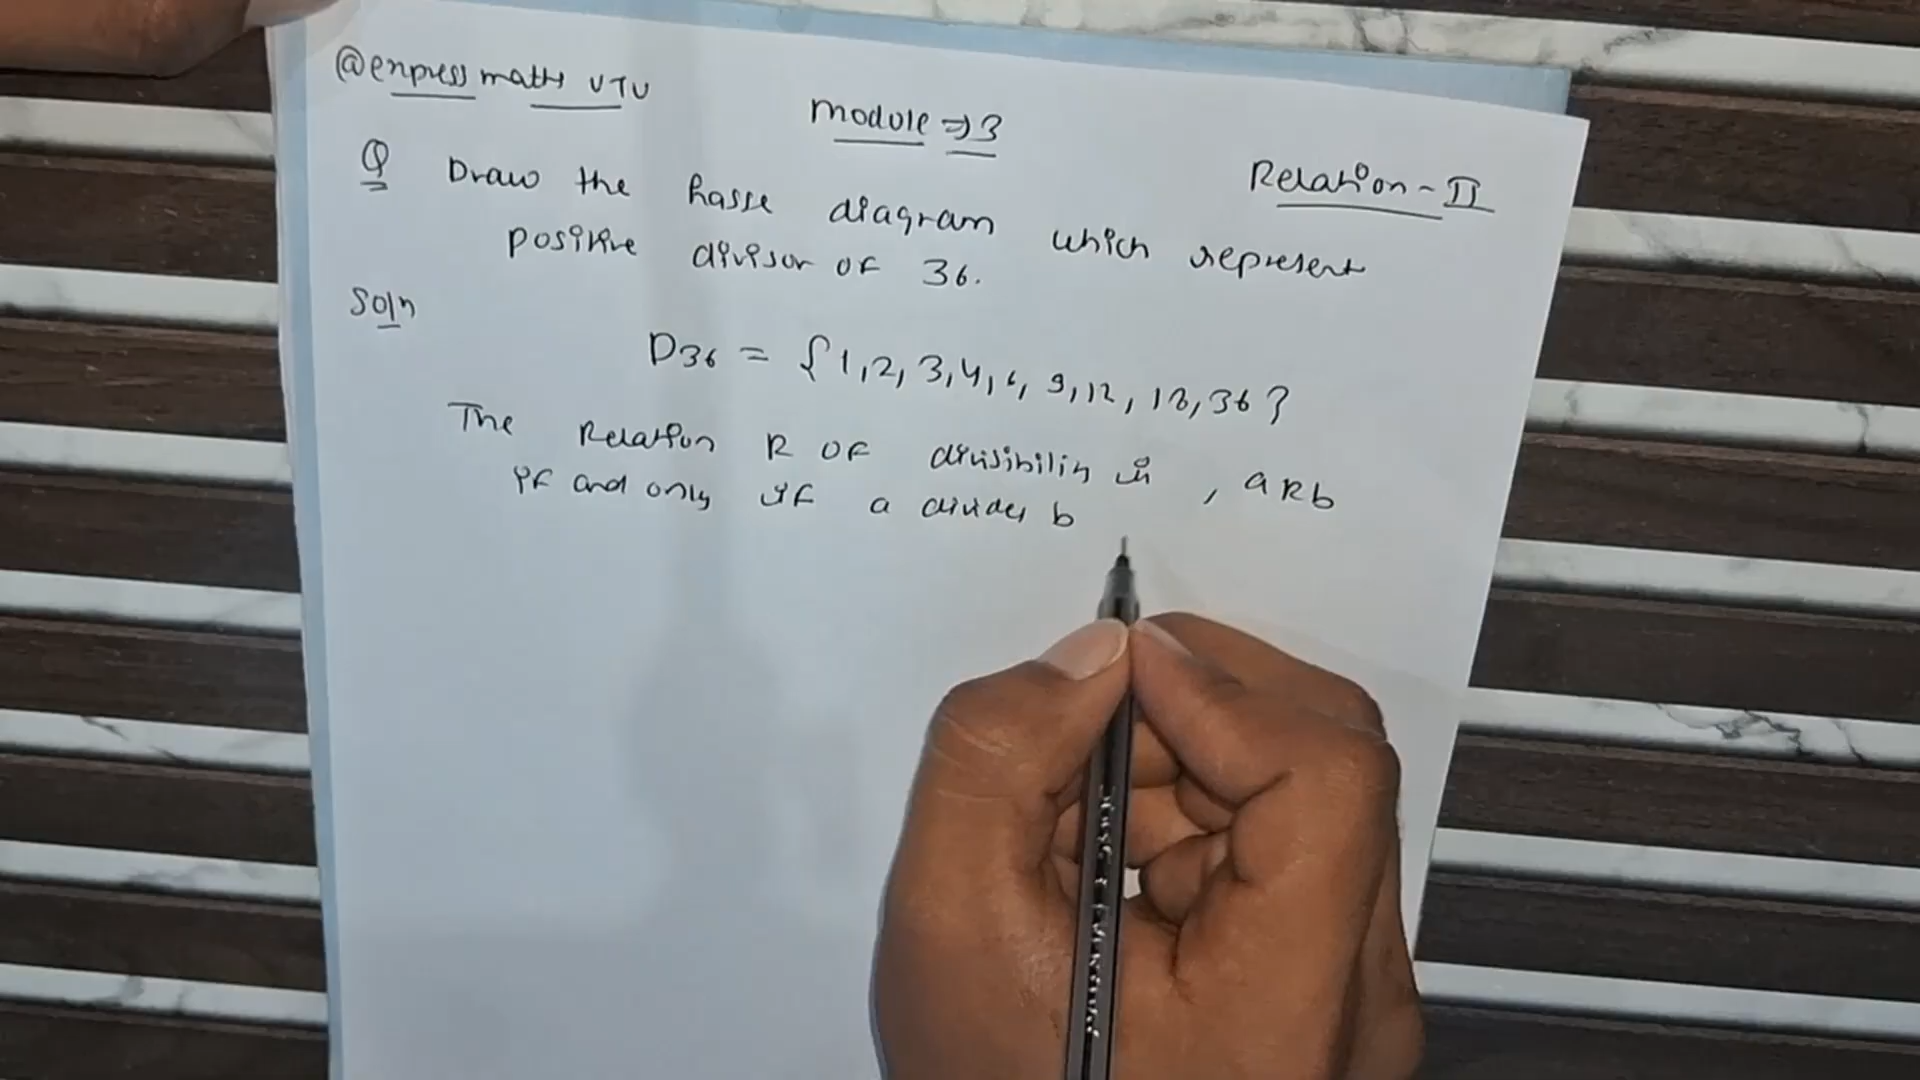 @enpress maths VTU
Module => 3
Relation - II
Q Draw the hasse diagram which represent
positive divisor of 36.
Soln
D36 = {1,2, 3,4,6, 9,12, 18,36}
The Relation R of divisibility is , aRb
if and only if a divides b